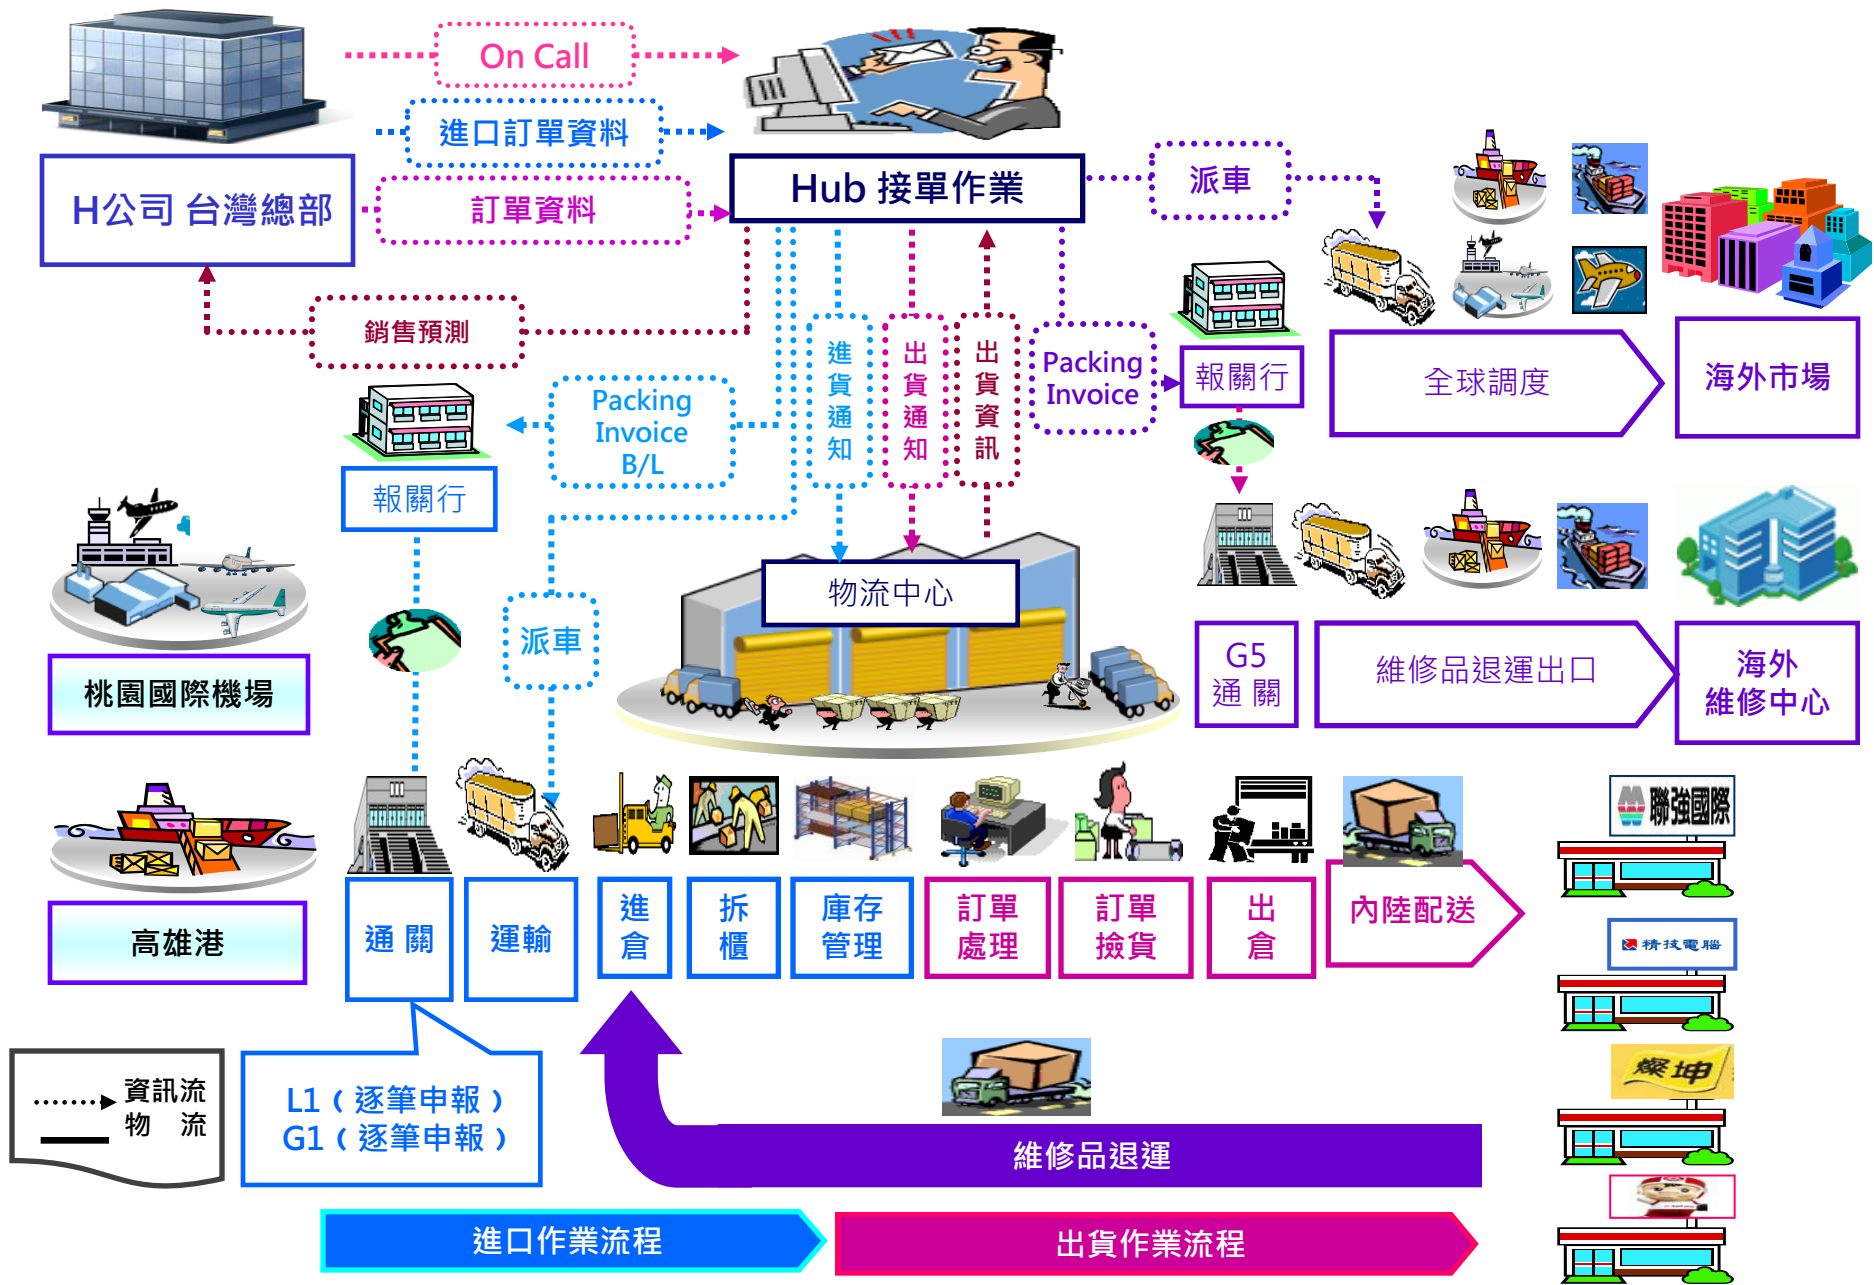 On Call
進口訂單資料
H公司 台灣總部
訂單資料
Hub 接單作業
派車
銷售預測
進貨通知
出貨通知
出貨資訊
Packing
Invoice
報關行
全球調度
海外市場
Packing
Invoice
B/L
報關行
物流中心
派車
桃園國際機場
G5
通 關
維修品退運出口
海外
維修中心
聯強國際
高雄港
通 關
運輸
進
倉
拆
櫃
庫存
管理
訂單
處理
訂單
撿貨
出
倉
內陸配送
精技電腦
燦坤
資訊流
物 流
L1（逐筆申報）
G1（逐筆申報）
維修品退運
進口作業流程
出貨作業流程